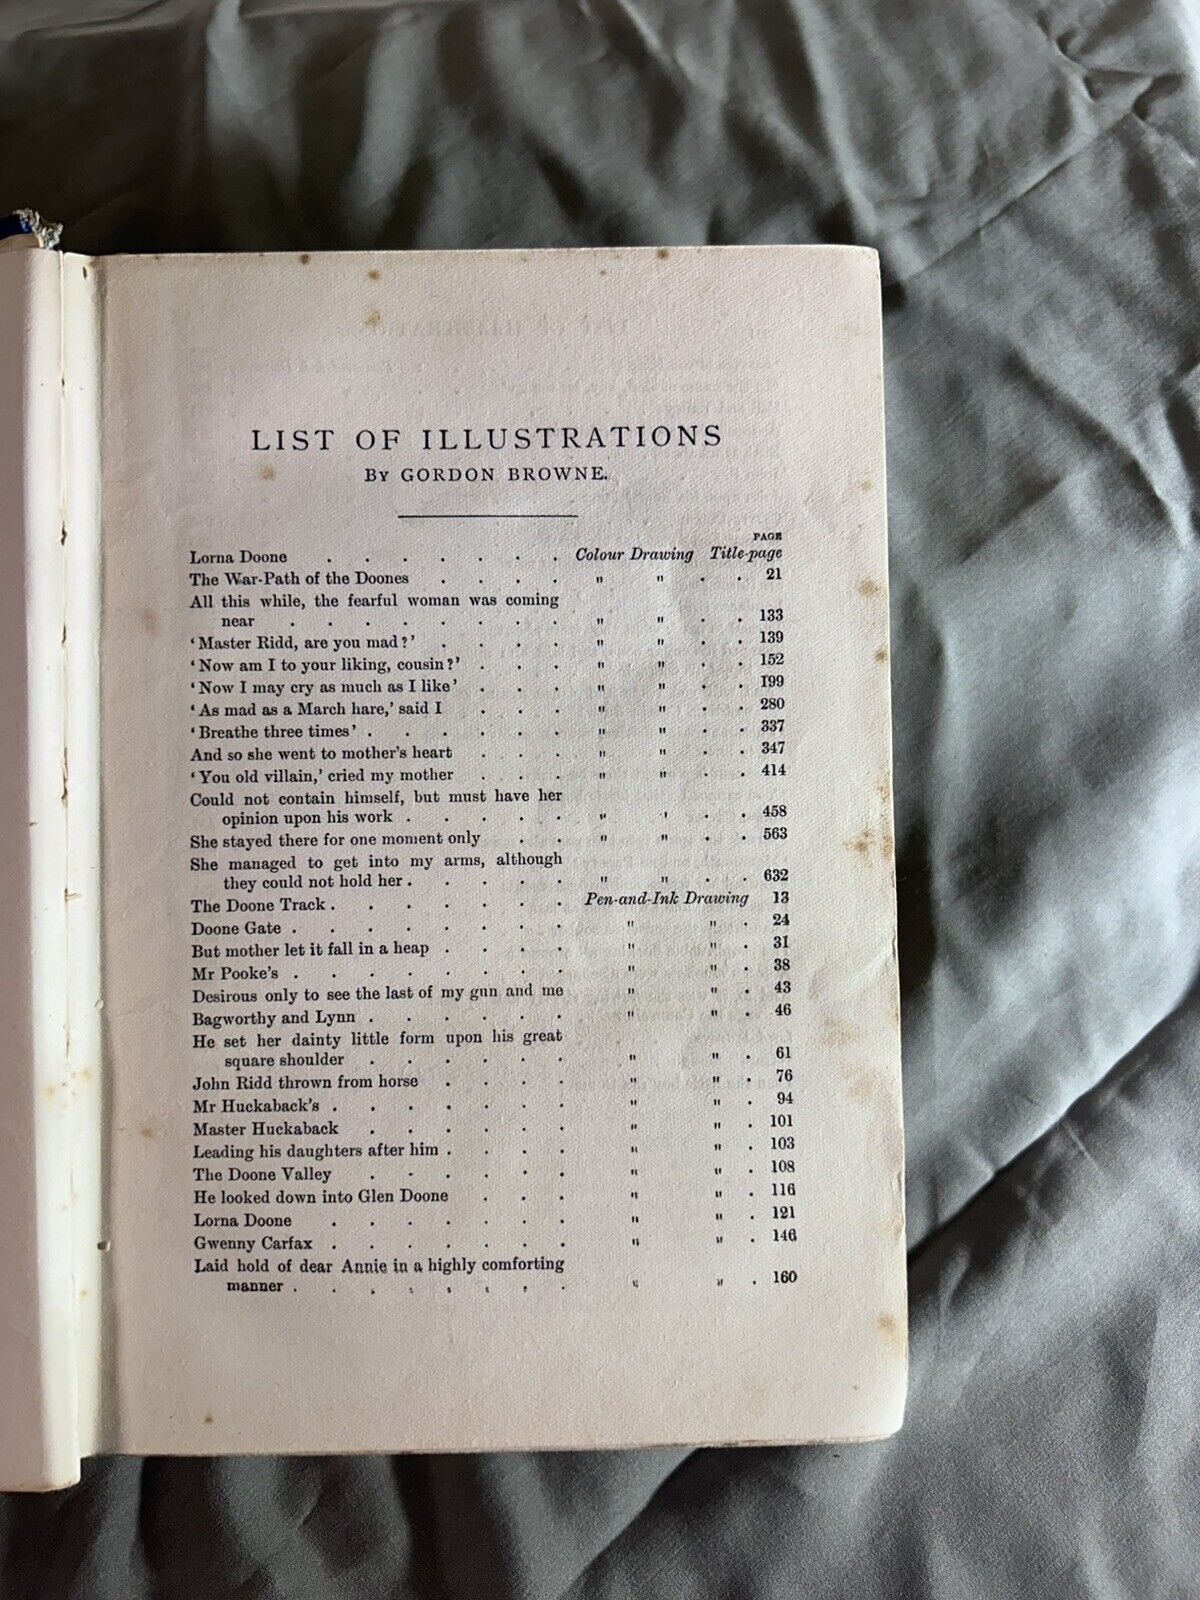 LIST OF ILLUSTRATIONS
BY GORDON BROWNE.
PAGE
Lorna Doone . . . . . . . Colour Drawing Title-page
The War-Path of the Doones . . . . " " . . 21
All this while, the fearful woman was coming
near . . . . . . . . " " . . 133
‘Master Ridd, are you mad?’ . . . . " " . . 139
‘Now am I to your liking, cousin?’ . . . " " . . 152
‘Now I may cry as much as I like’ . . . " " . . 199
‘As mad as a March hare,’ said I . . . " " . . 280
‘Breathe three times’ . . . . . . " " . . 337
And so she went to mother's heart . . . " " . . 347
‘You old villain,’ cried my mother . . . " " . . 414
Could not contain himself, but must have her
opinion upon his work . . . . . " " . . 458
She stayed there for one moment only . . " " . . 563
She managed to get into my arms, although
they could not hold her . . . . . " " . . 632
The Doone Track . . . . . . . Pen-and-Ink Drawing 13
Doone Gate . . . . . . . . " " . 24
But mother let it fall in a heap . . . . " " . 31
Mr Pooke's . . . . . . . . " " . 38
Desirous only to see the last of my gun and me " " . 43
Bagworthy and Lynn . . . . . . " " . 46
He set her dainty little form upon his great
square shoulder . . . . . . " " . 61
John Ridd thrown from horse . . . . " " . 76
Mr Huckaback's . . . . . . . " " . 94
Master Huckaback . . . . . . " " . 101
Leading his daughters after him . . . . " " . 103
The Doone Valley . . . . . . " " . 108
He looked down into Glen Doone . . . " " . 116
Lorna Doone . . . . . . . " " . 121
Gwenny Carfax . . . . . . . " " . 146
Laid hold of dear Annie in a highly comforting
manner . . . . . . . . " " . 160